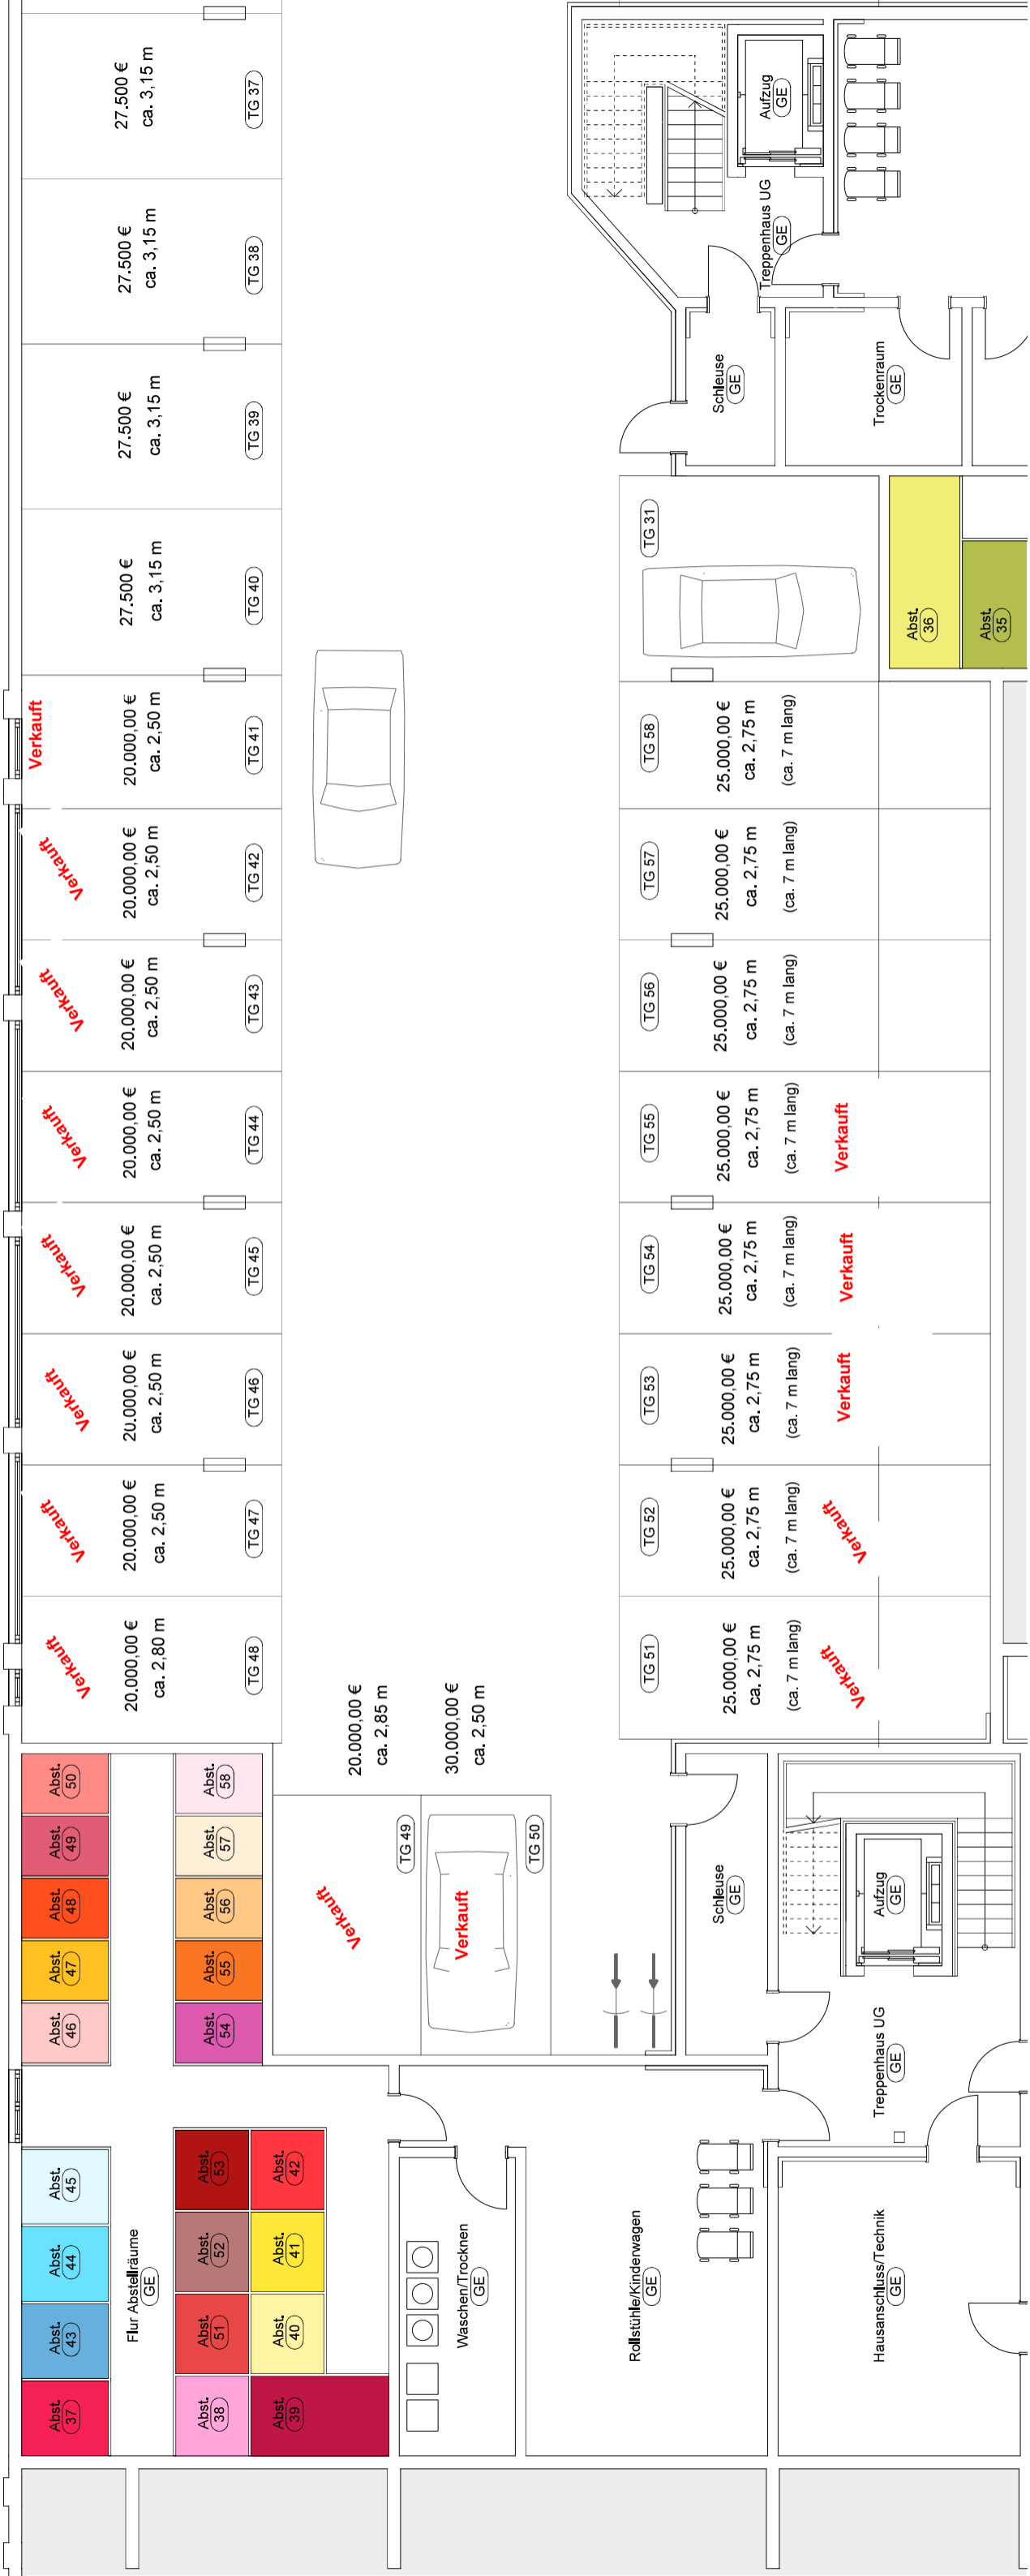 27.500 €
ca. 3,15 m
TG 37
27.500 €
ca. 3,15 m
TG 38
27.500 €
ca. 3,15 m
TG 39
27.500 €
ca. 3,15 m
TG 40
Verkauft
20.000,00 €
ca. 2,50 m
TG 41
Verkauft
20.000,00 €
ca. 2,50 m
TG 42
Verkauft
20.000,00 €
ca. 2,50 m
TG 43
Verkauft
20.000,00 €
ca. 2,50 m
TG 44
Verkauft
20.000,00 €
ca. 2,50 m
TG 45
Verkauft
20.000,00 €
ca. 2,50 m
TG 46
Verkauft
20.000,00 €
ca. 2,50 m
TG 47
Verkauft
20.000,00 €
ca. 2,80 m
TG 48
Aufzug
GE
Treppenhaus UG
GE
Schleuse
GE
Trockenraum
GE
TG 31
Abst.
36
Abst.
35
TG 58
25.000,00 €
ca. 2,75 m
(ca. 7 m lang)
TG 57
25.000,00 €
ca. 2,75 m
(ca. 7 m lang)
TG 56
25.000,00 €
ca. 2,75 m
(ca. 7 m lang)
TG 55
25.000,00 €
ca. 2,75 m
(ca. 7 m lang)
Verkauft
TG 54
25.000,00 €
ca. 2,75 m
(ca. 7 m lang)
Verkauft
TG 53
25.000,00 €
ca. 2,75 m
(ca. 7 m lang)
Verkauft
TG 52
25.000,00 €
ca. 2,75 m
(ca. 7 m lang)
Verkauft
TG 51
25.000,00 €
ca. 2,75 m
(ca. 7 m lang)
Verkauft
20.000,00 €
ca. 2,85 m
30.000,00 €
ca. 2,50 m
TG 49
Verkauft
TG 50
Verkauft
Abst.
50
Abst.
49
Abst.
48
Abst.
47
Abst.
46
Abst.
58
Abst.
57
Abst.
56
Abst.
55
Abst.
54
Abst.
45
Abst.
44
Abst.
43
Abst.
37
Flur Abstellräume
GE
Abst.
53
Abst.
52
Abst.
51
Abst.
38
Abst.
42
Abst.
41
Abst.
40
Abst.
39
Waschen/Trocknen
GE
Rollstühle/Kinderwagen
GE
Schleuse
GE
Aufzug
GE
Treppenhaus UG
GE
Hausanschluss/Technik
GE